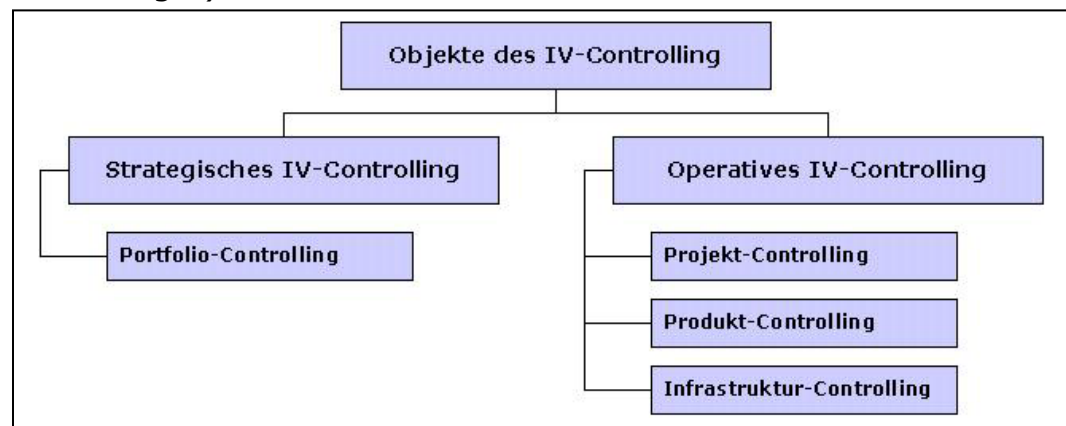 Objekte des IV-Controlling
Strategisches IV-Controlling
Operatives IV-Controlling
Portfolio-Controlling
Projekt-Controlling
Produkt-Controlling
Infrastruktur-Controlling